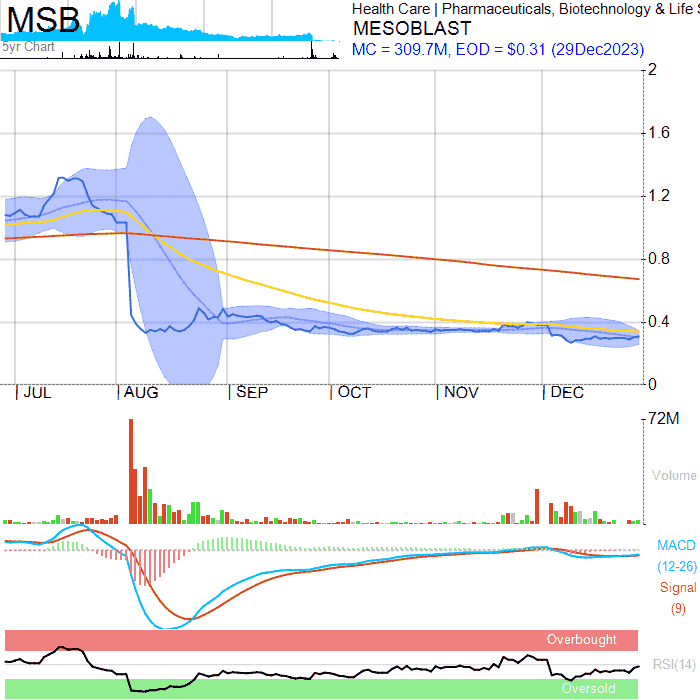 MSB
5yr Chart
Health Care | Pharmaceuticals, Biotechnology & Life S
MESOBLAST
MC = 309.7M, EOD = $0.31 (29Dec2023)
2
1.6
1.2
0.8
0.4
0
JUL AUG SEP OCT NOV DEC
72M
Volume
MACD
(12-26)
Signal
(9)
Overbought
RSI(14)
Oversold